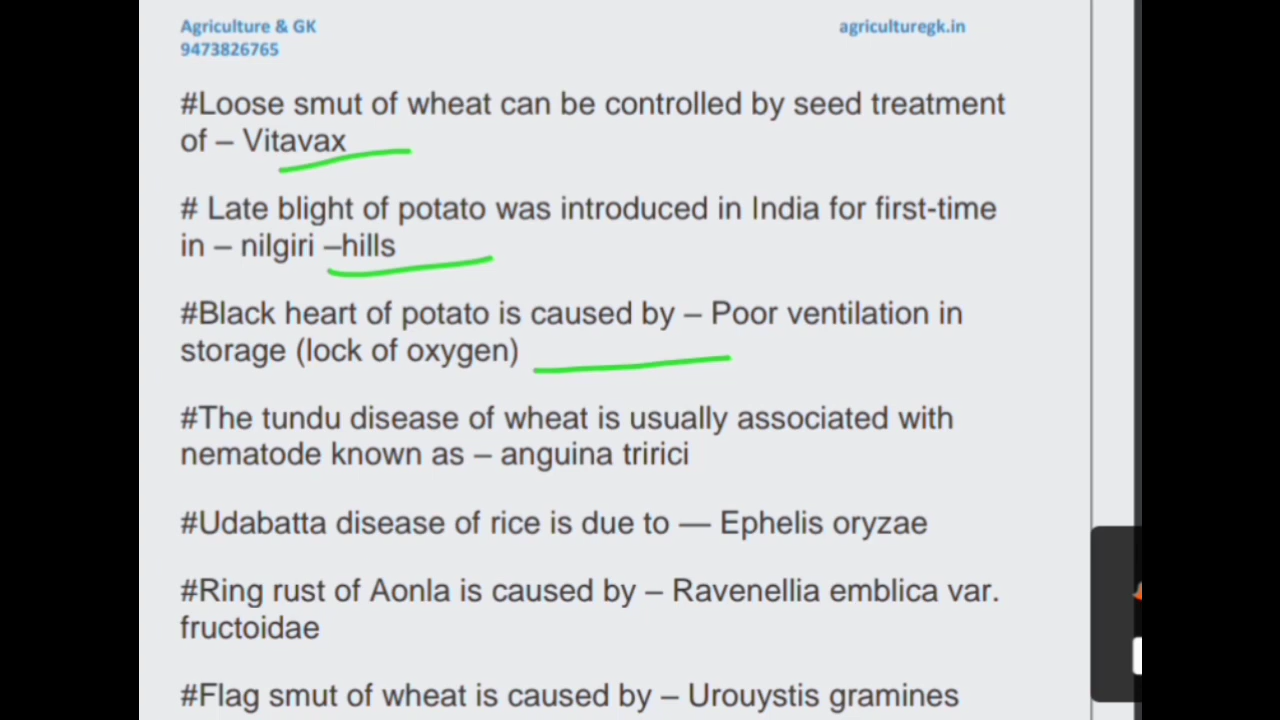 Agriculture & GK agriculturegk.in
9473826765
#Loose smut of wheat can be controlled by seed treatment
of – Vitavax
# Late blight of potato was introduced in India for first-time
in – nilgiri –hills
#Black heart of potato is caused by – Poor ventilation in
storage (lock of oxygen)
#The tundu disease of wheat is usually associated with
nematode known as – anguina tririci
#Udabatta disease of rice is due to — Ephelis oryzae
#Ring rust of Aonla is caused by – Ravenellia emblica var.
fructoidae
#Flag smut of wheat is caused by – Urouystis gramines